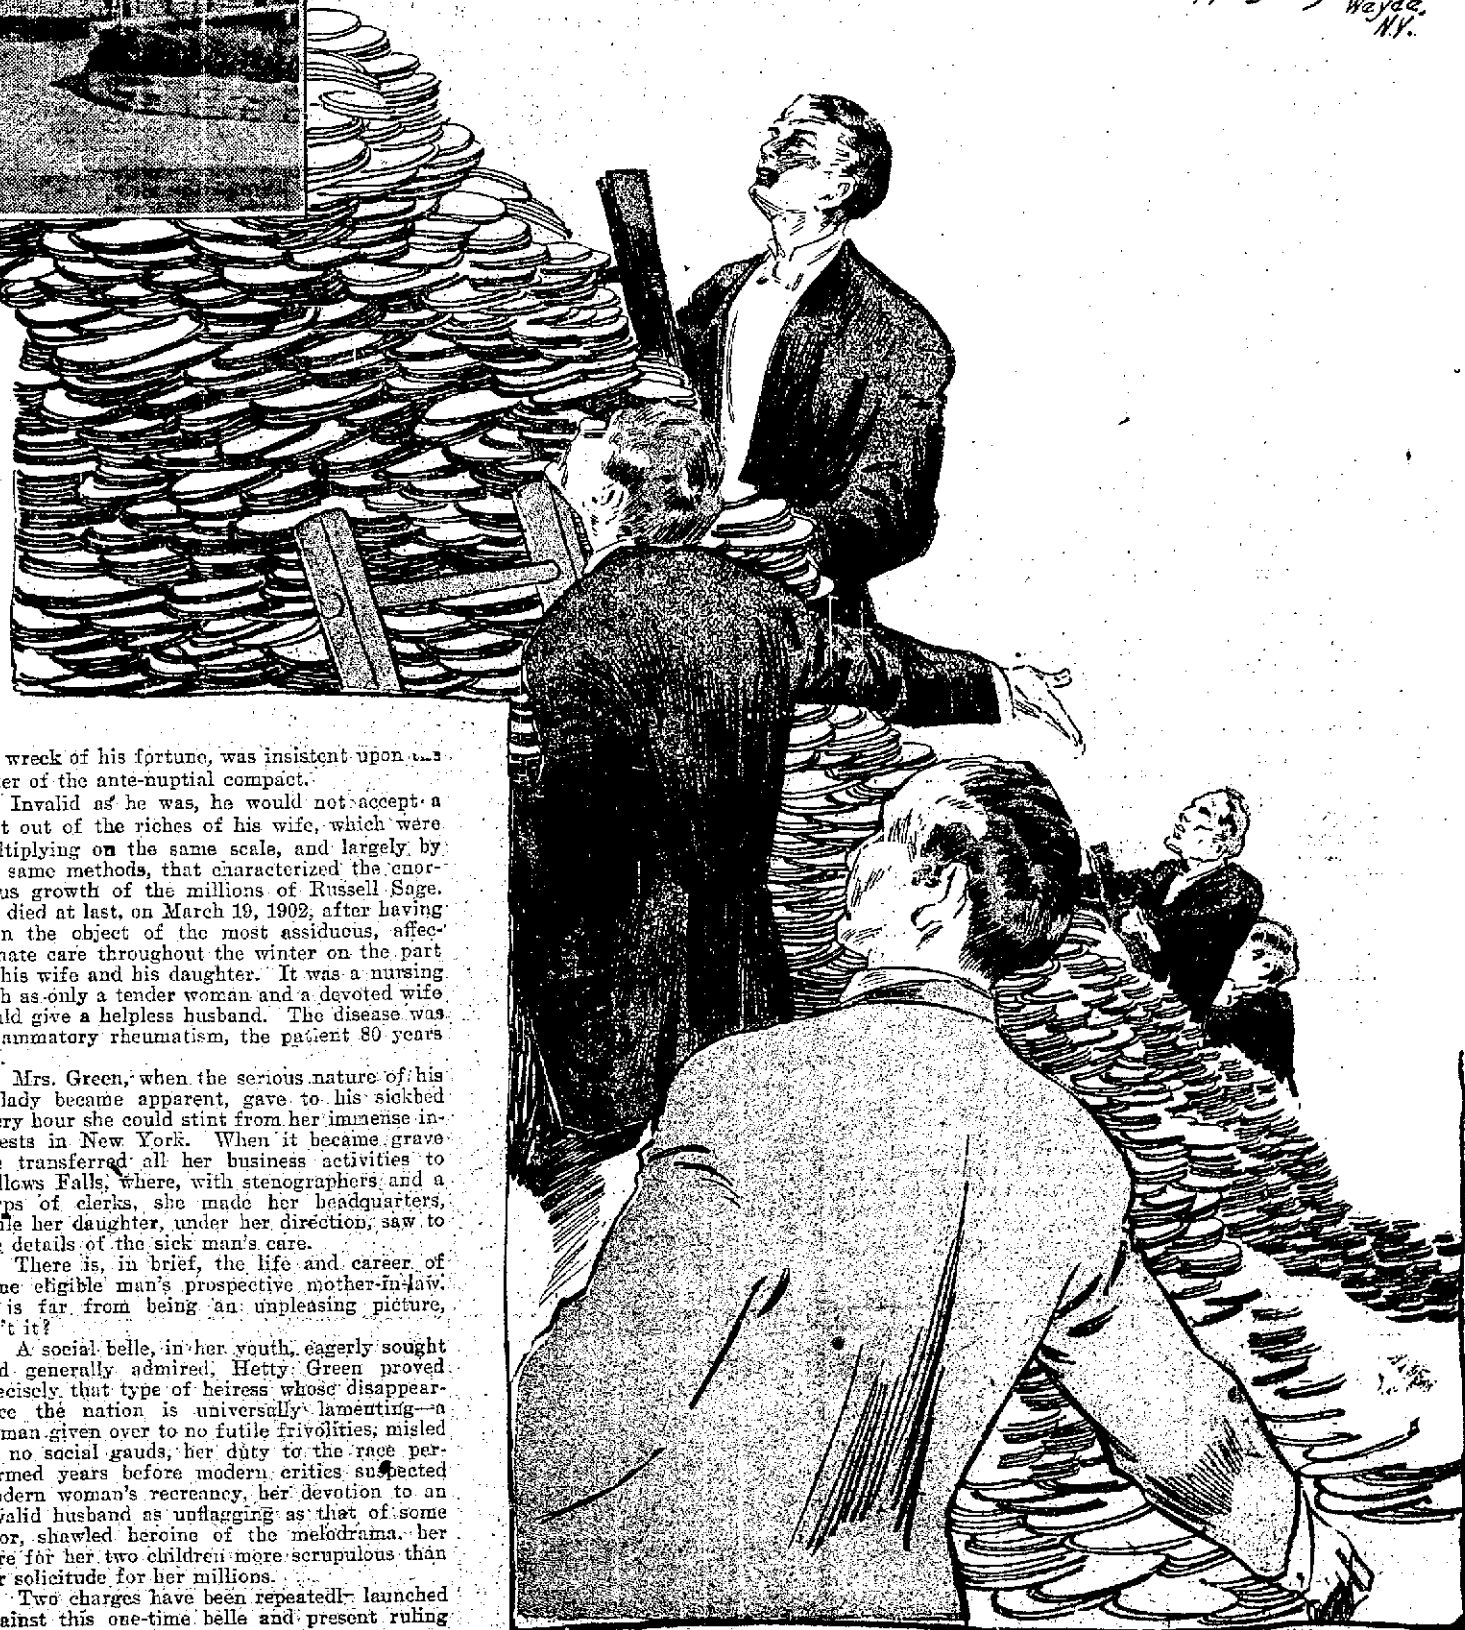 Wayde.
N.Y.
wreck of his fortune, was insistent upon
er of the ante-nuptial compact.
Invalid as he was, he would not accept a
t out of the riches of his wife, which were
ltiplying on the same scale, and largely by
same methods, that characterized the enor-
us growth of the millions of Russell Sage.
died at last, on March 19, 1902, after having
n the object of the most assiduous, affec-
nate care throughout the winter on the part
his wife and his daughter. It was a nursing
h as only a tender woman and a devoted wife
ld give a helpless husband. The disease was
ammatory rheumatism, the patient 80 years
Mrs. Green, when the serious nature of his
lady became apparent, gave to his sickbed
ry hour she could stint from her immense in-
ests in New York. When it became grave
e transferred all her business activities to
llows Falls, where, with stenographers and a
ps of clerks, she made her headquarters,
ile her daughter, under her direction, saw to
e details of the sick man's care.
There is, in brief, the life and career of
ne eligible man's prospective mother-in-law.
is far from being an unpleasing picture,
't it?
A social belle, in her youth, eagerly sought
d generally admired, Hetty Green proved
ecisely that type of heiress whose disappear-
ce the nation is universally lamenting—a
man given over to no futile frivolities, misled
no social gauds, her duty to the race per-
rmed years before modern critics suspected
odern woman's recreancy, her devotion to an
valid husband as unflagging as that of some
or, shawled heroine of the melodrama, her
re for her two children more scrupulous than
r solicitude for her millions.
Two charges have been repeatedly launched
ainst this one-time belle and present ruling